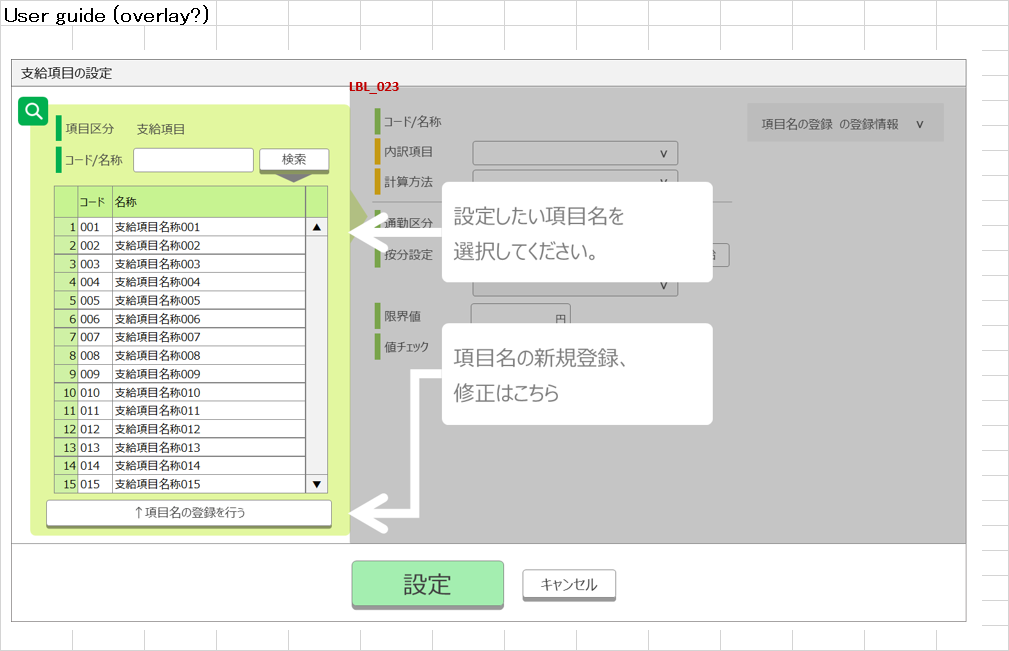 User guide (overlay?)
支給項目の設定
LBL_023
項目区分 支給項目
コード/名称 検索
コード 名称
1 001 支給項目名称001
2 002 支給項目名称002
3 003 支給項目名称003
4 004 支給項目名称004
5 005 支給項目名称005
6 006 支給項目名称006
7 007 支給項目名称007
8 008 支給項目名称008
9 009 支給項目名称009
10 010 支給項目名称010
11 011 支給項目名称011
12 012 支給項目名称012
13 013 支給項目名称013
14 014 支給項目名称014
15 015 支給項目名称015
↑項目名の登録を行う
コード/名称
項目名の登録 の登録情報 ∨
内訳項目
計算方法
通勤区分
按分設定
限界値 円
値チェック
設定したい項目名を
選択してください。
項目名の新規登録、
修正はこちら
設定
キャンセル